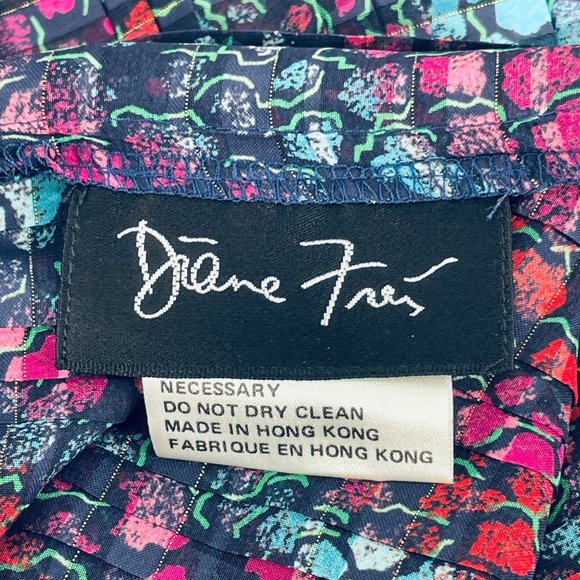 Diane Freis
NECESSARY
DO NOT DRY CLEAN
MADE IN HONG KONG
FABRIQUE EN HONG KONG